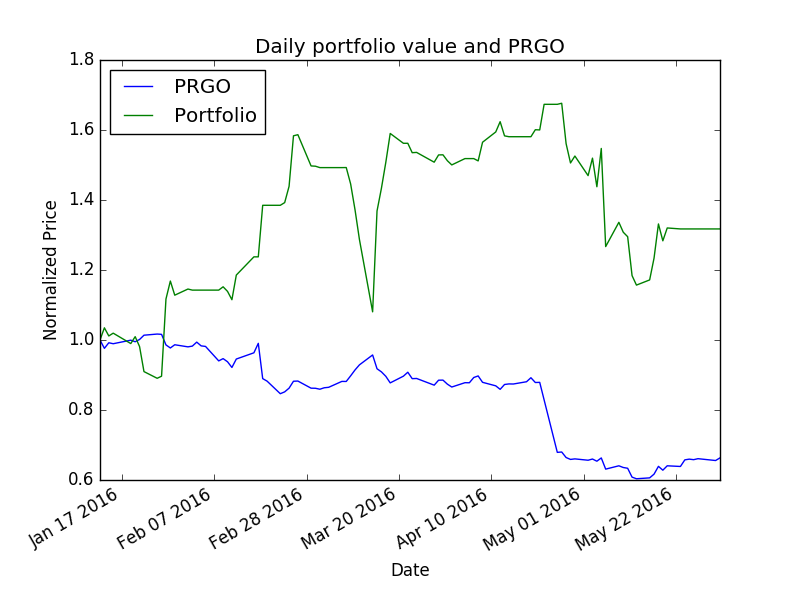 Daily portfolio value and PRGO
PRGO
Portfolio
Normalized Price
1.8
1.6
1.4
1.2
1.0
0.8
0.6
Jan 17 2016
Feb 07 2016
Feb 28 2016
Mar 20 2016
Apr 10 2016
May 01 2016
May 22 2016
Date